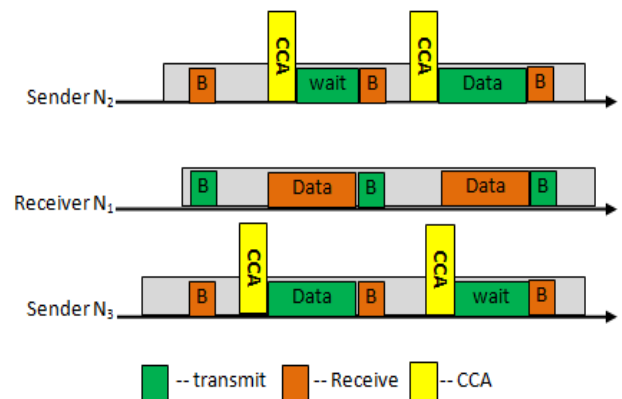 CCA CCA
B wait B Data B
Sender N₂
B Data B Data B
Receiver N₁
CCA CCA
B Data B wait B
Sender N₃
-- transmit -- Receive -- CCA